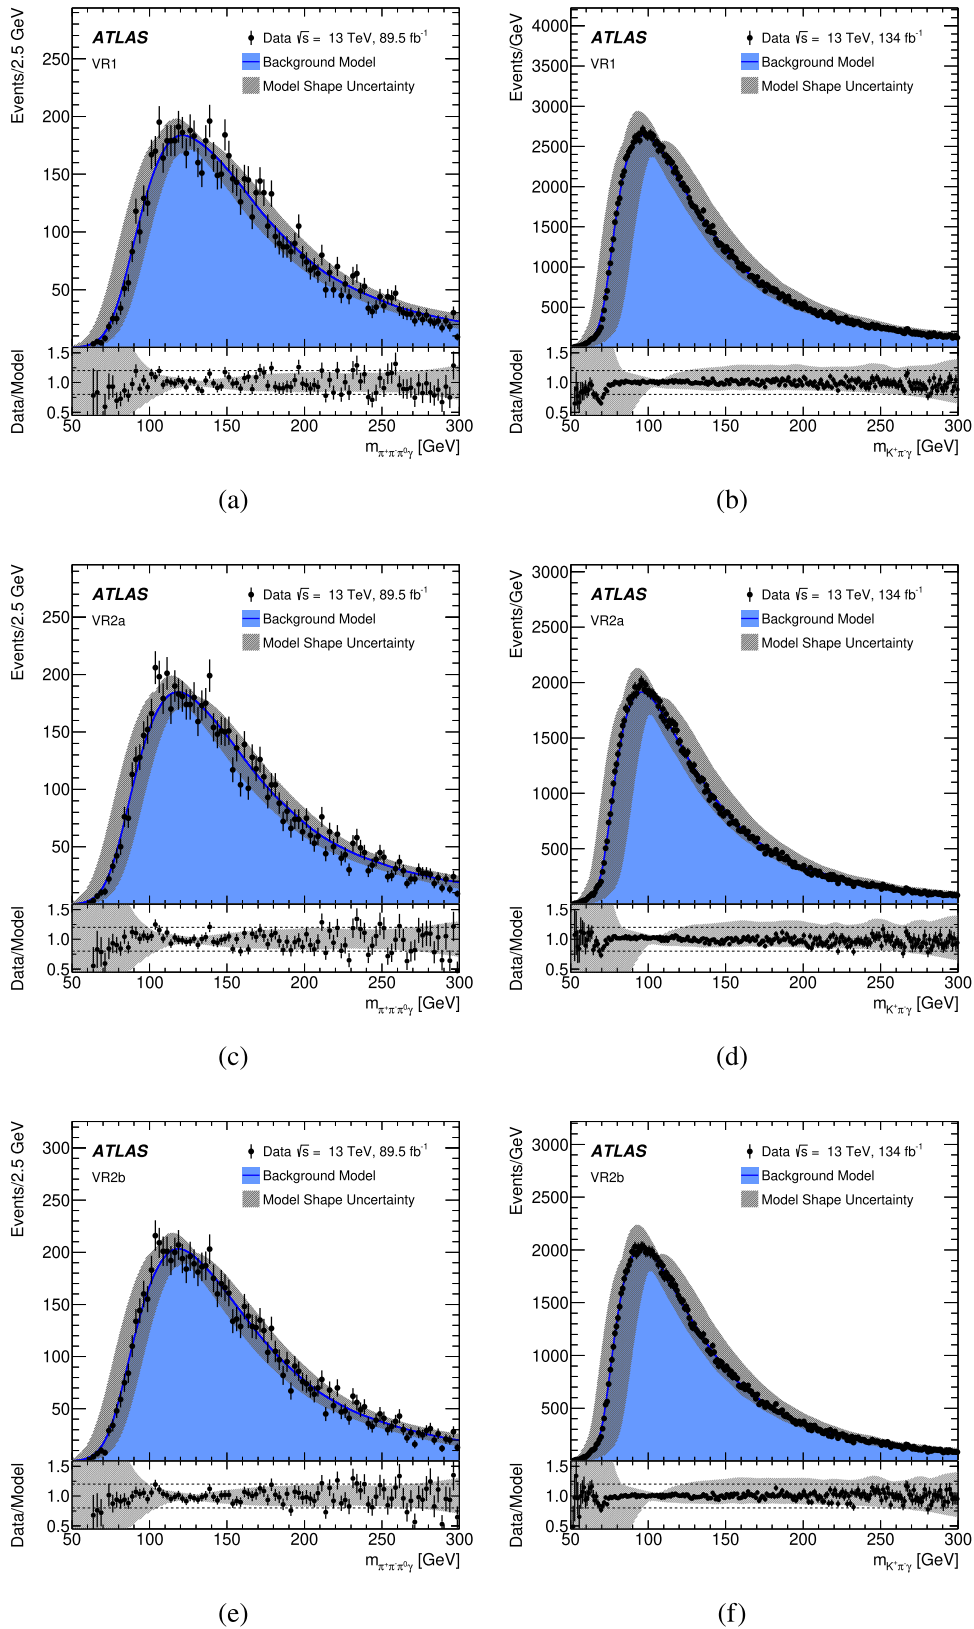 Events/2.5 GeV
ATLAS
VR1
Data √s = 13 TeV, 89.5 fb⁻¹
Background Model
Model Shape Uncertainty
250
200
150
100
50
Data/Model
1.5
1.0
0.5
50 100 150 200 250 300
m_π⁺π⁻π⁰γ [GeV]
(a)
Events/GeV
ATLAS
VR1
Data √s = 13 TeV, 134 fb⁻¹
Background Model
Model Shape Uncertainty
4000
3500
3000
2500
2000
1500
1000
500
Data/Model
1.5
1.0
0.5
50 100 150 200 250 300
m_K⁺π⁻γ [GeV]
(b)
Events/2.5 GeV
ATLAS
VR2a
Data √s = 13 TeV, 89.5 fb⁻¹
Background Model
Model Shape Uncertainty
250
200
150
100
50
Data/Model
1.5
1.0
0.5
50 100 150 200 250 300
m_π⁺π⁻π⁰γ [GeV]
(c)
Events/GeV
ATLAS
VR2a
Data √s = 13 TeV, 134 fb⁻¹
Background Model
Model Shape Uncertainty
3000
2500
2000
1500
1000
500
Data/Model
1.5
1.0
0.5
50 100 150 200 250 300
m_K⁺π⁻γ [GeV]
(d)
Events/2.5 GeV
ATLAS
VR2b
Data √s = 13 TeV, 89.5 fb⁻¹
Background Model
Model Shape Uncertainty
300
250
200
150
100
50
Data/Model
1.5
1.0
0.5
50 100 150 200 250 300
m_π⁺π⁻π⁰γ [GeV]
(e)
Events/GeV
ATLAS
VR2b
Data √s = 13 TeV, 134 fb⁻¹
Background Model
Model Shape Uncertainty
3000
2500
2000
1500
1000
500
Data/Model
1.5
1.0
0.5
50 100 150 200 250 300
m_K⁺π⁻γ [GeV]
(f)